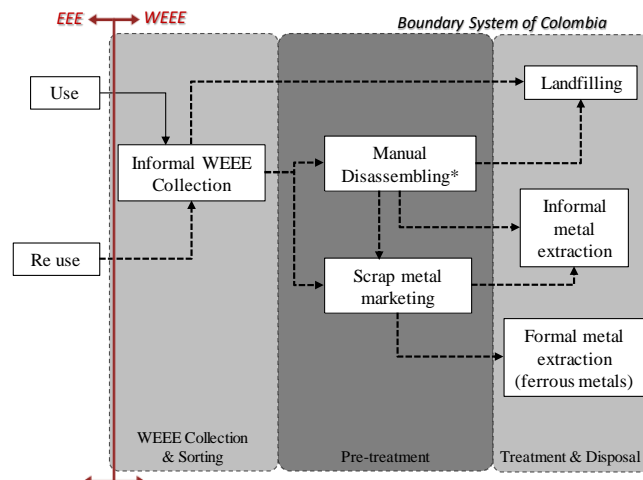 EEE WEEE
Boundary System of Colombia
Use
Landfilling
Informal WEEE
Collection
Manual
Disassembling*
Informal
metal
extraction
Re use
Scrap metal
marketing
Formal metal
extraction
(ferrous metals)
WEEE Collection
& Sorting
Pre-treatment
Treatment & Disposal